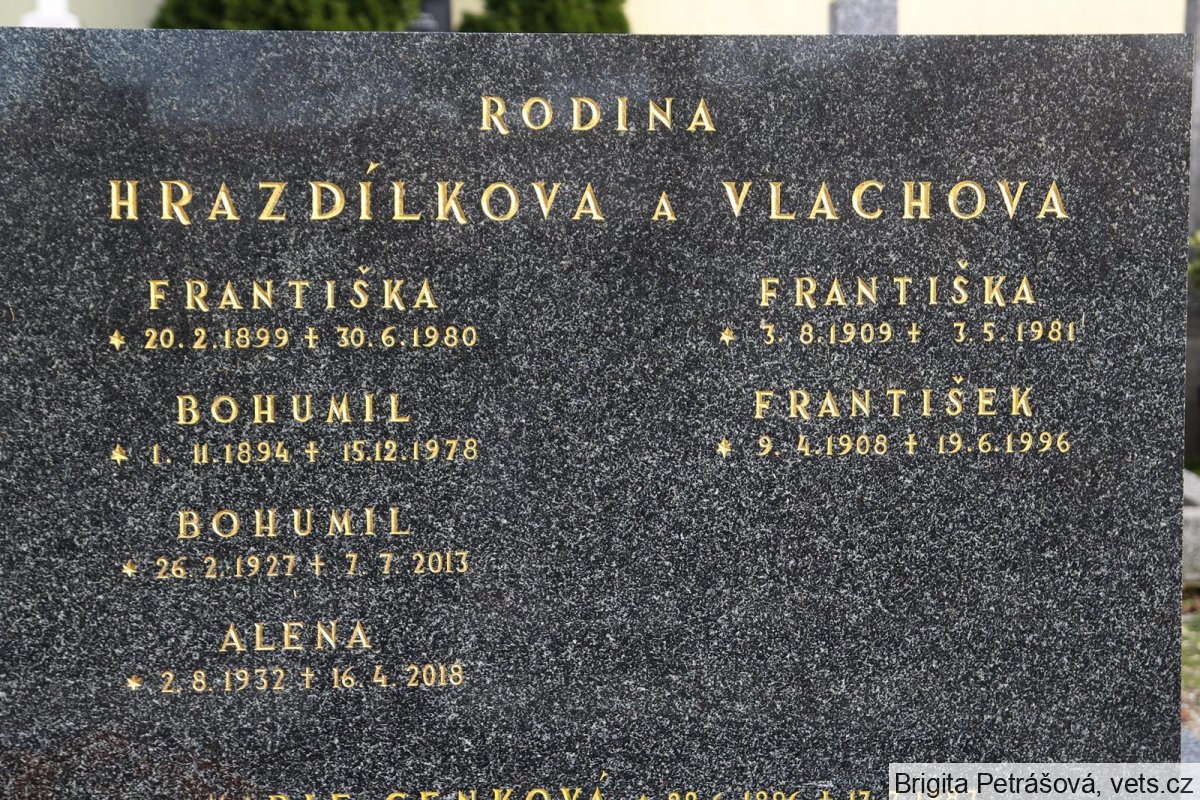 RODINA
HRAZDÍLKOVA A VLACHOVA
FRANTIŠKA
★ 20.2.1899 † 30.6.1980
BOHUMIL
★ 1. 11.1894 † 15.12.1978
BOHUMIL
★ 26.2.1927 † 7. 7. 2013
ALENA
★ 2.8.1932 † 16.4.2018
FRANTIŠKA
★ 3. 8.1909 † 3.5.1981
FRANTIŠEK
★ 9. 4.1908 † 19.6.1996
Brigita Petrášová, vets.cz